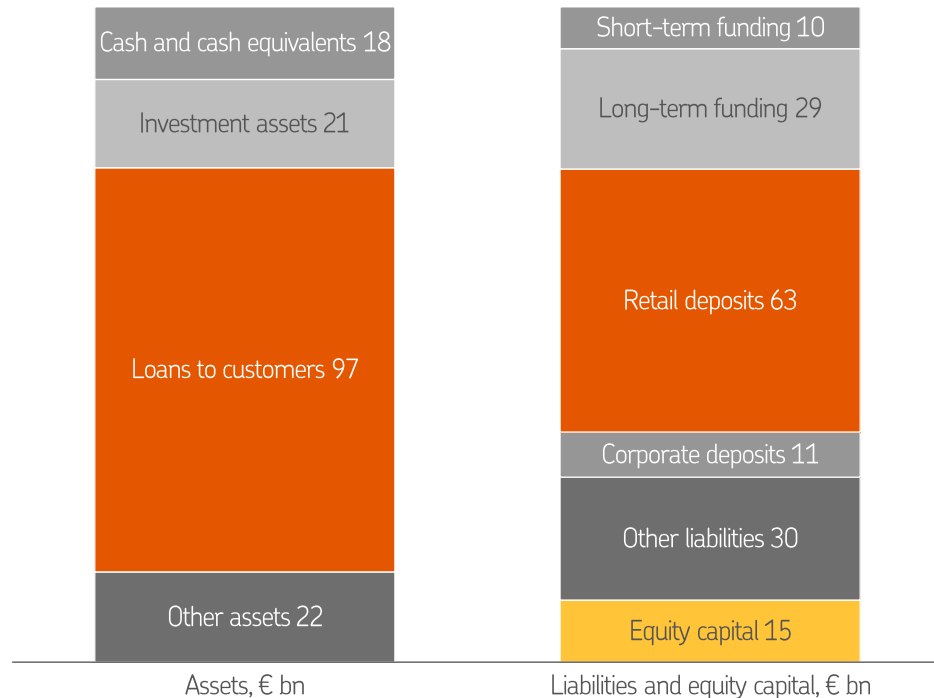 Cash and cash equivalents 18
Investment assets 21
Loans to customers 97
Other assets 22
Assets, € bn
Short-term funding 10
Long-term funding 29
Retail deposits 63
Corporate deposits 11
Other liabilities 30
Equity capital 15
Liabilities and equity capital, € bn